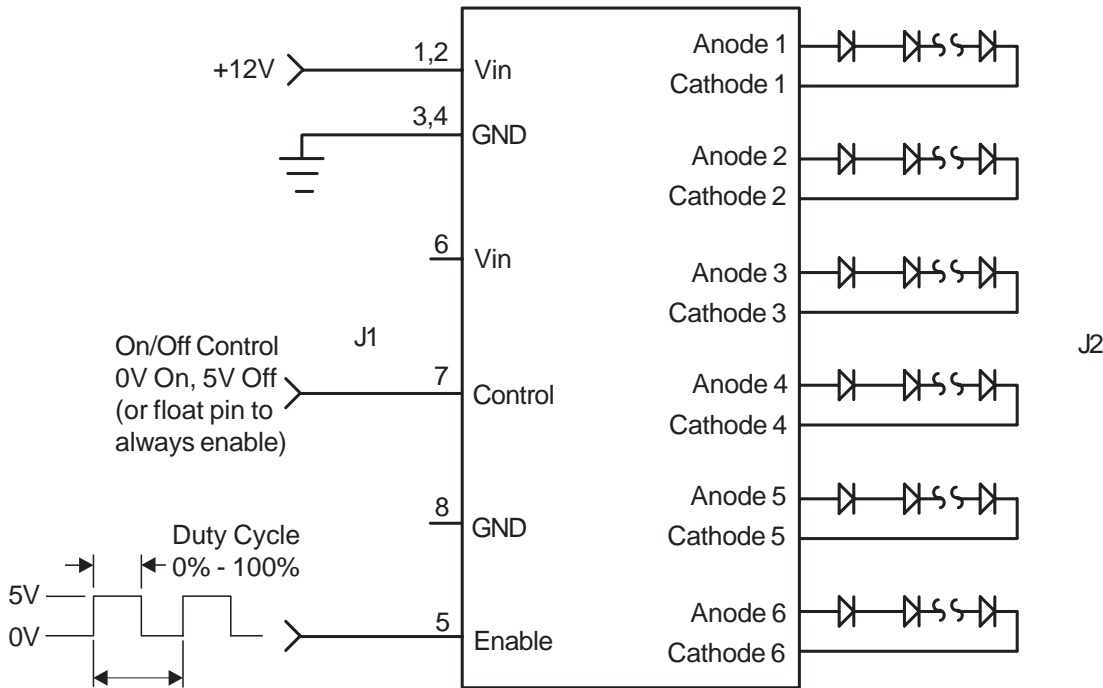 +12V
1,2
Vin
3,4
GND
6
Vin
J1
On/Off Control
0V On, 5V Off
(or float pin to
always enable)
7
Control
8
GND
Duty Cycle
0% - 100%
5V
0V
5
Enable
Anode 1
Cathode 1
Anode 2
Cathode 2
Anode 3
Cathode 3
Anode 4
Cathode 4
Anode 5
Cathode 5
Anode 6
Cathode 6
J2